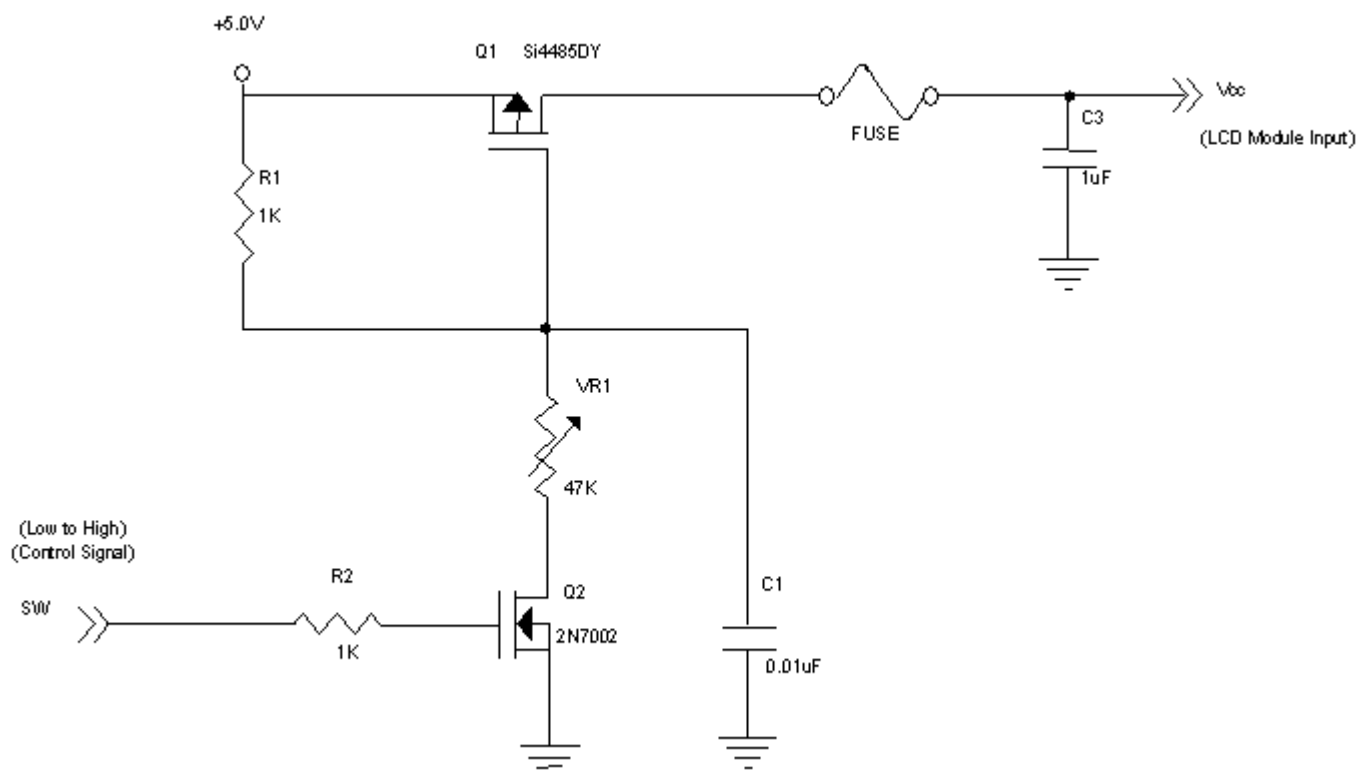 +5.0V
Q1 Si4485DY
FUSE
C3
1uF
Vcc
(LCD Module Input)
R1
1K
VR1
47K
(Low to High)
(Control Signal)
SW
R2
1K
Q2
2N7002
C1
0.01uF